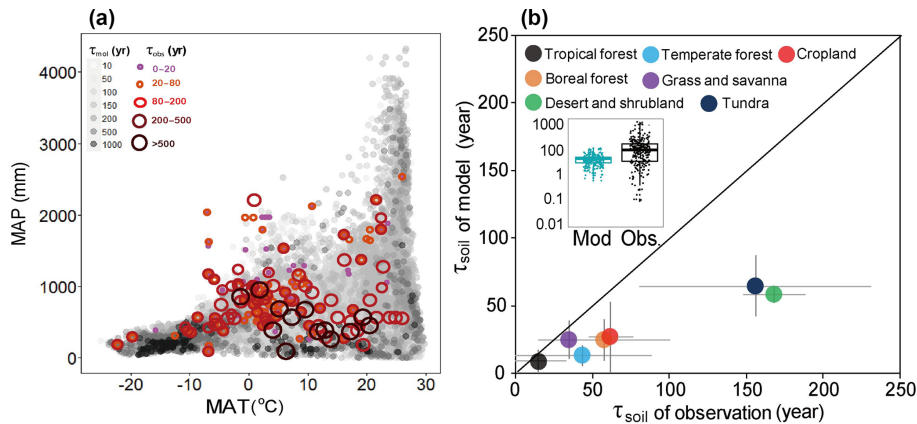 (a)
τmol (yr) τobs (yr)
10 0–20
50 20–80
100 80–200
150 200–500
200 >500
500
1000
4000
3000
2000
1000
0
MAP (mm)
-20 -10 0 10 20 30
MAT(°C)
(b)
250
200
150
100
50
0
τsoil of model (year)
Tropical forest Temperate forest Cropland
Boreal forest Grass and savanna
Desert and shrubland Tundra
1000
100
1
0.1
0.01
Mod Obs.
0 50 100 150 200 250
τsoil of observation (year)